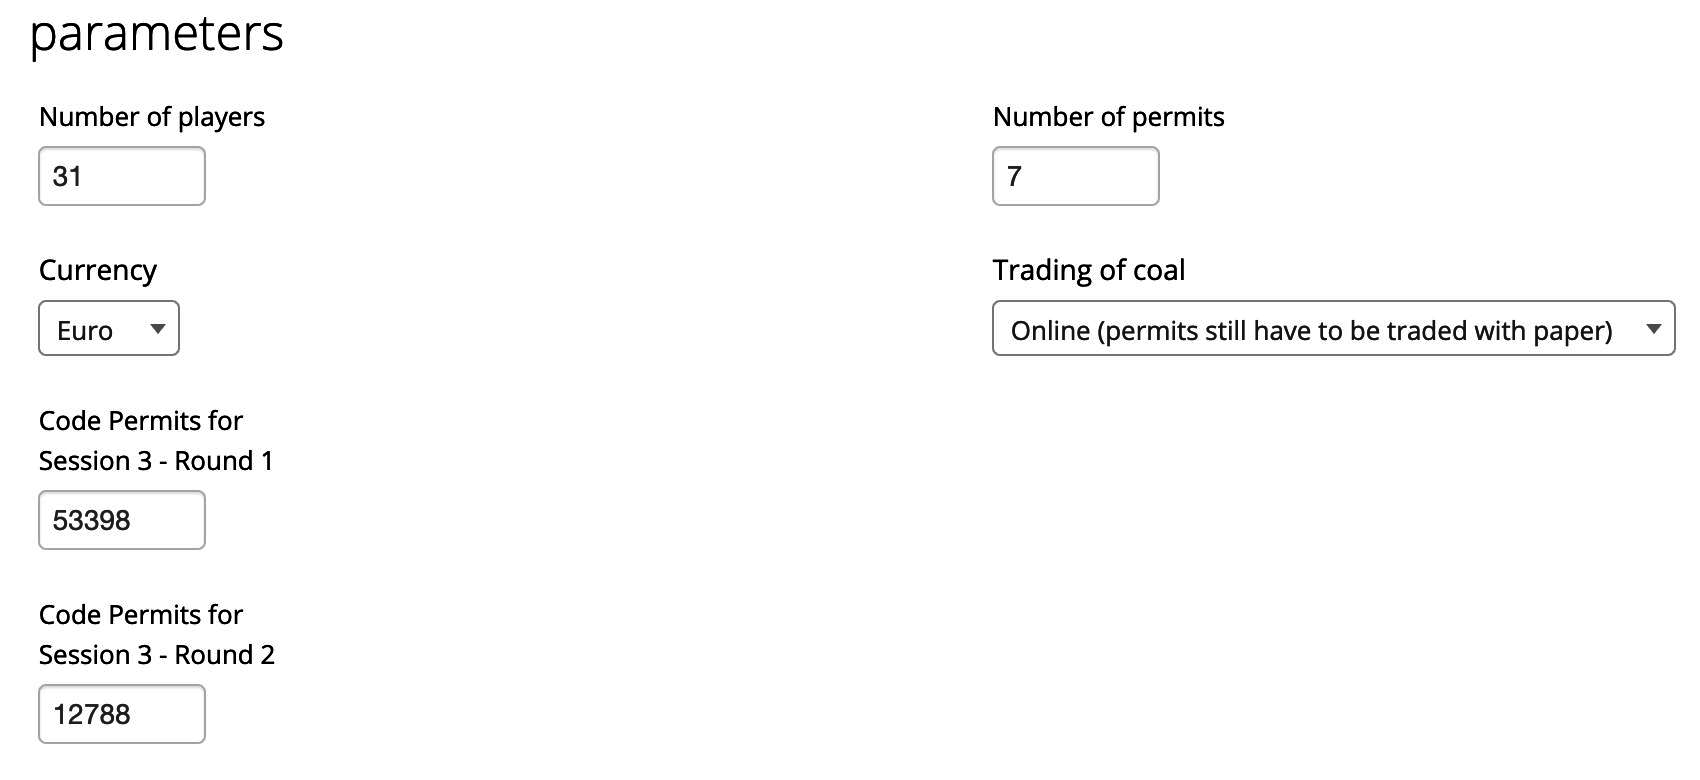 parameters
Number of players
31
Number of permits
7
Currency
Euro
Trading of coal
Online (permits still have to be traded with paper)
Code Permits for
Session 3 - Round 1
53398
Code Permits for
Session 3 - Round 2
12788